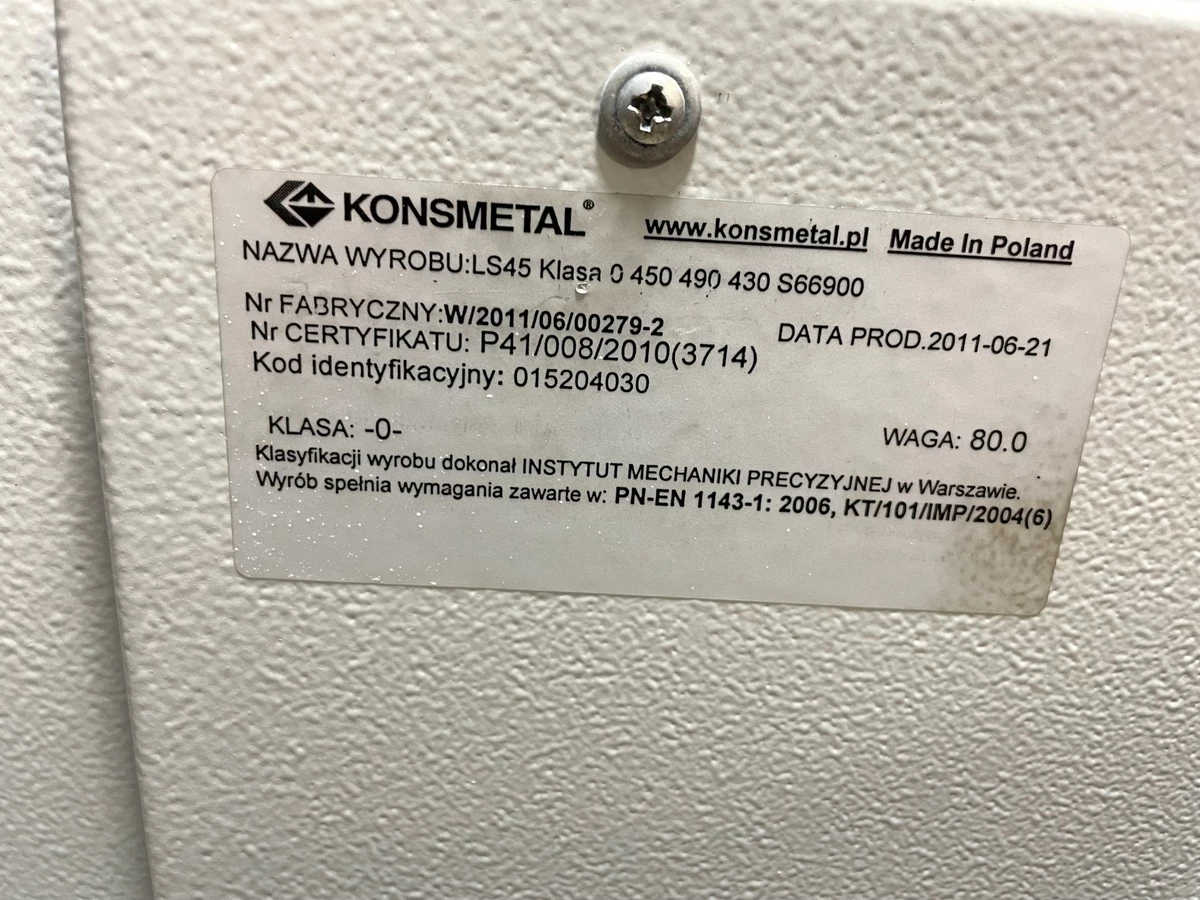 KONSMETAL® www.konsmetal.pl Made In Poland
NAZWA WYROBU:LS45 Klasa 0 450 490 430 S66900
Nr FABRYCZNY:W/2011/06/00279-2 DATA PROD.2011-06-21
Nr CERTYFIKATU: P41/008/2010(3714)
Kod identyfikacyjny: 015204030
KLASA: -0- WAGA: 80.0
Klasyfikacji wyrobu dokonał INSTYTUT MECHANIKI PRECYZYJNEJ w Warszawie.
Wyrób spełnia wymagania zawarte w: PN-EN 1143-1: 2006, KT/101/IMP/2004(6)